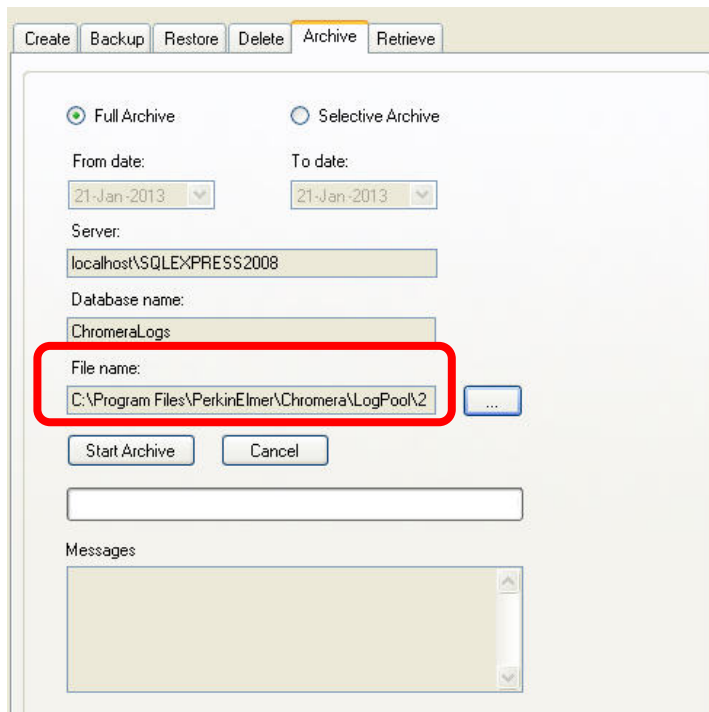 Create Backup Restore Delete Archive Retrieve
Full Archive Selective Archive
From date: To date:
21-Jan-2013 21-Jan-2013
Server:
localhost\SQLEXPRESS2008
Database name:
ChromeraLogs
File name:
C:\Program Files\PerkinElmer\Chromera\LogPool\2 ...
Start Archive Cancel
Messages